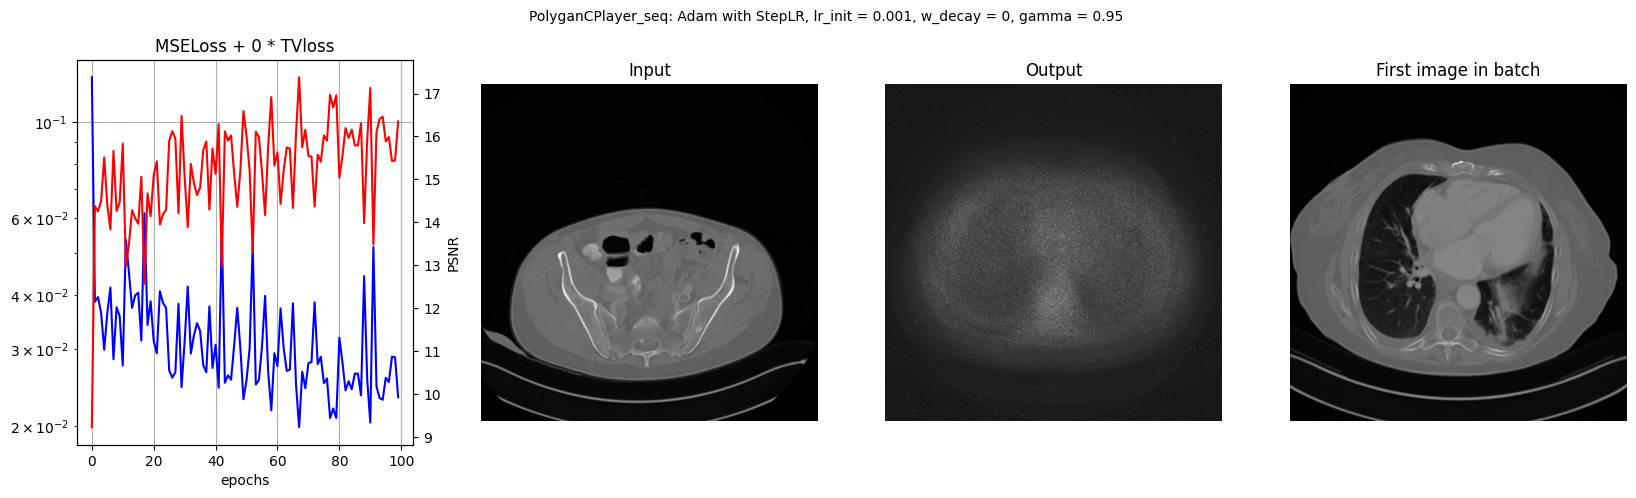 PolyganCPlayer_seq: Adam with StepLR, lr_init = 0.001, w_decay = 0, gamma = 0.95
MSELoss + 0 * TVloss
Input
Output
First image in batch
10⁻¹
6 × 10⁻²
4 × 10⁻²
3 × 10⁻²
2 × 10⁻²
17
16
15
14
13
12
11
10
9
PSNR
0 20 40 60 80 100
epochs